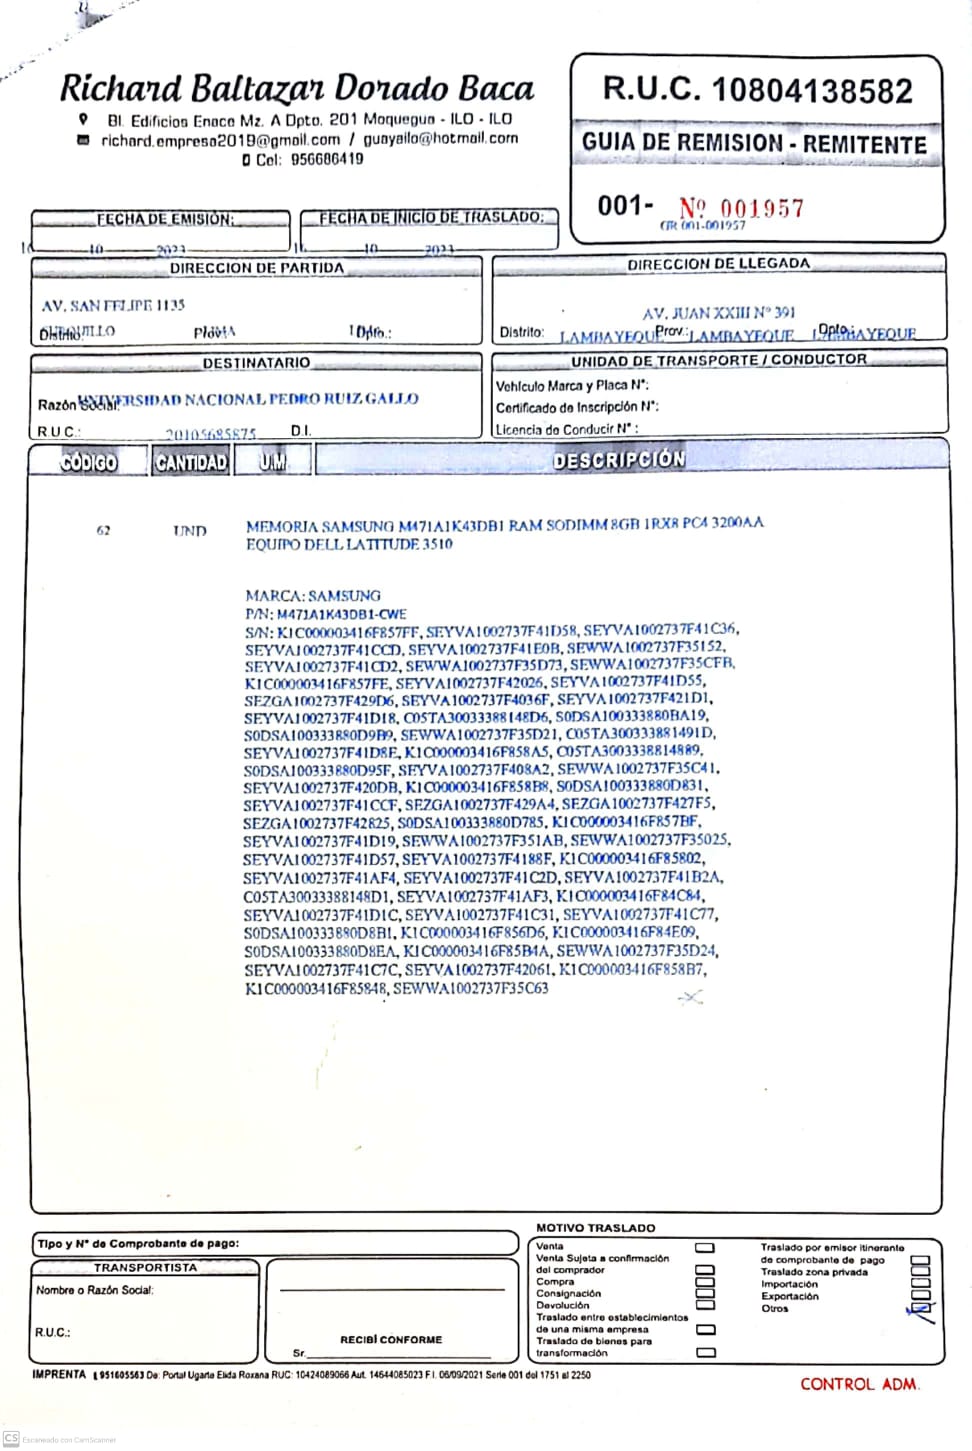 Richard Baltazar Dorado Baca
Bl. Edificios Enace Mz. A Dpto. 201 Moquegua - ILO - ILO
richard.empresa2019@gmail.com / guayailo@hotmail.com
Cel: 956686419
R.U.C. 10804138582
GUIA DE REMISION - REMITENTE
001- Nº 001957
GR 001-001957
FECHA DE EMISIÓN:
10 2023
FECHA DE INICIO DE TRASLADO:
10 2023
DIRECCION DE PARTIDA
AV. SAN FELIPE 1135
Distrito: Dpto.:
DIRECCION DE LLEGADA
AV. JUAN XXIII Nº 391
Distrito: LAMBAYEQUE Prov.: LAMBAYEQUE Dpto.: LAMBAYEQUE
DESTINATARIO
Razón Social: UNIVERSIDAD NACIONAL PEDRO RUIZ GALLO
R.U.C.: 20105685875 D.I.
UNIDAD DE TRANSPORTE / CONDUCTOR
Vehículo Marca y Placa Nº:
Certificado de Inscripción Nº:
Licencia de Conducir Nº :
CÓDIGO CANTIDAD U.M DESCRIPCIÓN
62 UND MEMORIA SAMSUNG M471A1K43DB1 RAM SODIMM 8GB 1RX8 PC4 3200AA
EQUIPO DELL LATITUDE 3510
MARCA: SAMSUNG
P/N: M471A1K43DB1-CWE
S/N: K1C000003416F857FF, SEYVA1002737F41D58, SEYVA1002737F41C36,
SEYVA1002737F41CCD, SEYVA1002737F41E0B, SEWWA1002737F35152,
SEYVA1002737F41CD2, SEWWA1002737F35D73, SEWWA1002737F35CFB,
K1C000003416F857FE, SEYVA1002737F42026, SEYVA1002737F41D55,
SEZGA1002737F429D6, SEYVA1002737F4036F, SEYVA1002737F421D1,
SEYVA1002737F41D18, C05TA30033388148D6, S0DSA100333880BA19,
S0DSA100333880D9B9, SEWWA1002737F35D21, C05TA300333881491D,
SEYVA1002737F41D8E, K1C000003416F858A5, C05TA3003338814889,
S0DSA100333880D95F, SEYVA1002737F408A2, SEWWA1002737F35C41,
SEYVA1002737F420DB, K1C000003416F858B8, S0DSA100333880D831,
SEYVA1002737F41CCF, SEZGA1002737F429A4, SEZGA1002737F427F5,
SEZGA1002737F42825, S0DSA100333880D785, K1C000003416F857BF,
SEYVA1002737F41D19, SEWWA1002737F351AB, SEWWA1002737F35025,
SEYVA1002737F41D57, SEYVA1002737F4188F, K1C000003416F85802,
SEYVA1002737F41AF4, SEYVA1002737F41C2D, SEYVA1002737F41B2A,
C05TA30033388148D1, SEYVA1002737F41AF3, K1C000003416F84C84,
SEYVA1002737F41D1C, SEYVA1002737F41C31, SEYVA1002737F41C77,
S0DSA100333880D8B1, K1C000003416F856D6, K1C000003416F84E09,
S0DSA100333880D8EA, K1C000003416F85B4A, SEWWA1002737F35D24,
SEYVA1002737F41C7C, SEYVA1002737F42061, K1C000003416F858B7,
K1C000003416F85848, SEWWA1002737F35C63
Tipo y Nº de Comprobante de pago:
TRANSPORTISTA
Nombre o Razón Social:
R.U.C.:
RECIBÍ CONFORME
Sr.
MOTIVO TRASLADO
Venta
Venta Sujeta a confirmación
del comprador
Compra
Consignación
Devolución
Traslado entre establecimientos
de una misma empresa
Traslado de bienes para
transformación
Traslado por emisor itinerante
de comprobante de pago
Traslado zona privada
Importación
Exportación
Otros
IMPRENTA 951605563 De: Portal Ugarte Elida Roxana RUC: 10424089066 Aut. 14644085023 F.I. 06/09/2021 Serie 001 del 1751 al 2250
CONTROL ADM.
CS Escaneado con CamScanner